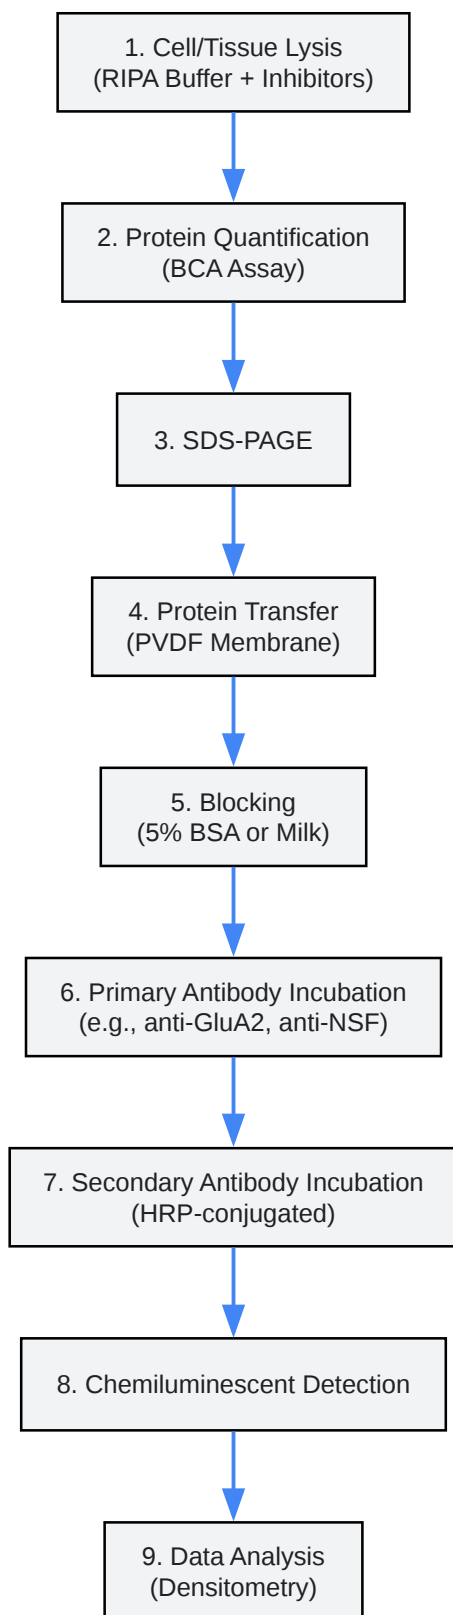 1. Cell/Tissue Lysis
(RIPA Buffer + Inhibitors)
2. Protein Quantification
(BCA Assay)
3. SDS-PAGE
4. Protein Transfer
(PVDF Membrane)
5. Blocking
(5% BSA or Milk)
6. Primary Antibody Incubation
(e.g., anti-GluA2, anti-NSF)
7. Secondary Antibody Incubation
(HRP-conjugated)
8. Chemiluminescent Detection
9. Data Analysis
(Densitometry)